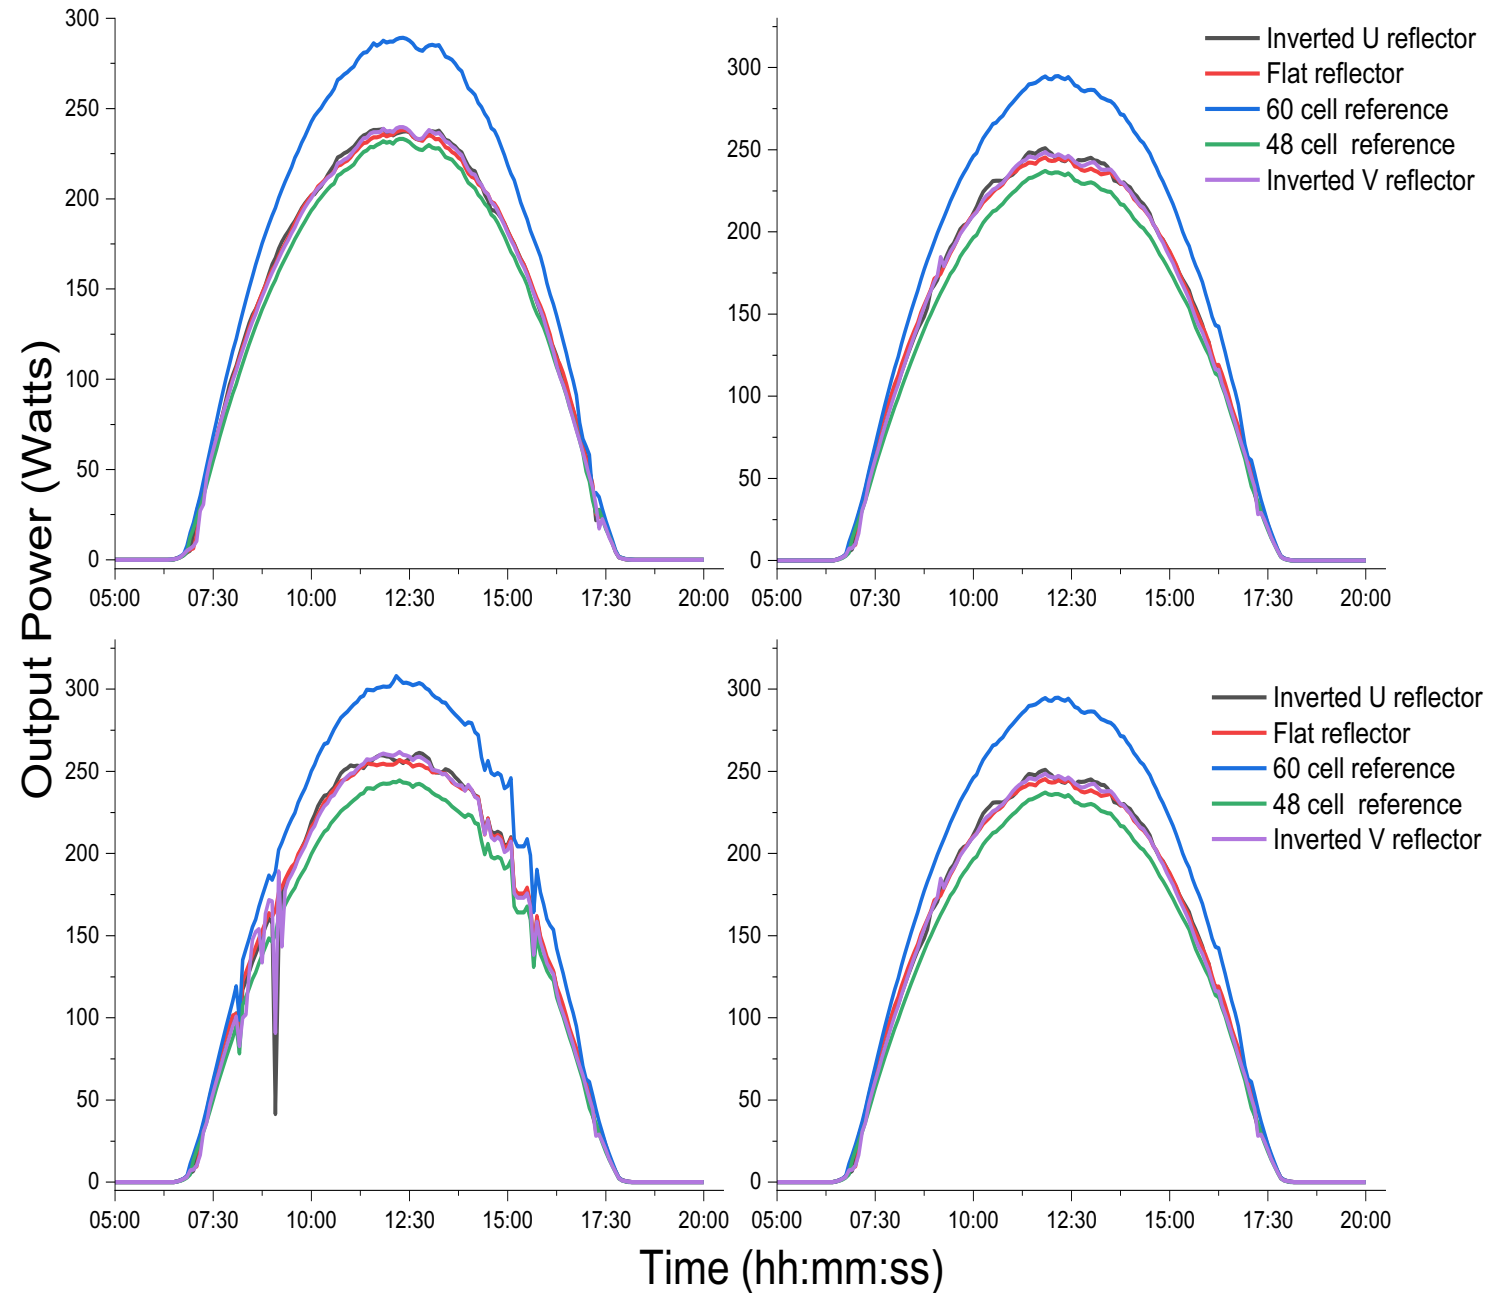 Output Power (Watts)
300
250
200
150
100
50
0
05:00 07:30 10:00 12:30 15:00 17:30 20:00
300
250
200
150
100
50
0
05:00 07:30 10:00 12:30 15:00 17:30 20:00
Inverted U reflector
Flat reflector
60 cell reference
48 cell  reference
Inverted V reflector
300
250
200
150
100
50
0
05:00 07:30 10:00 12:30 15:00 17:30 20:00
300
250
200
150
100
50
0
05:00 07:30 10:00 12:30 15:00 17:30 20:00
Inverted U reflector
Flat reflector
60 cell reference
48 cell  reference
Inverted V reflector
Time (hh:mm:ss)